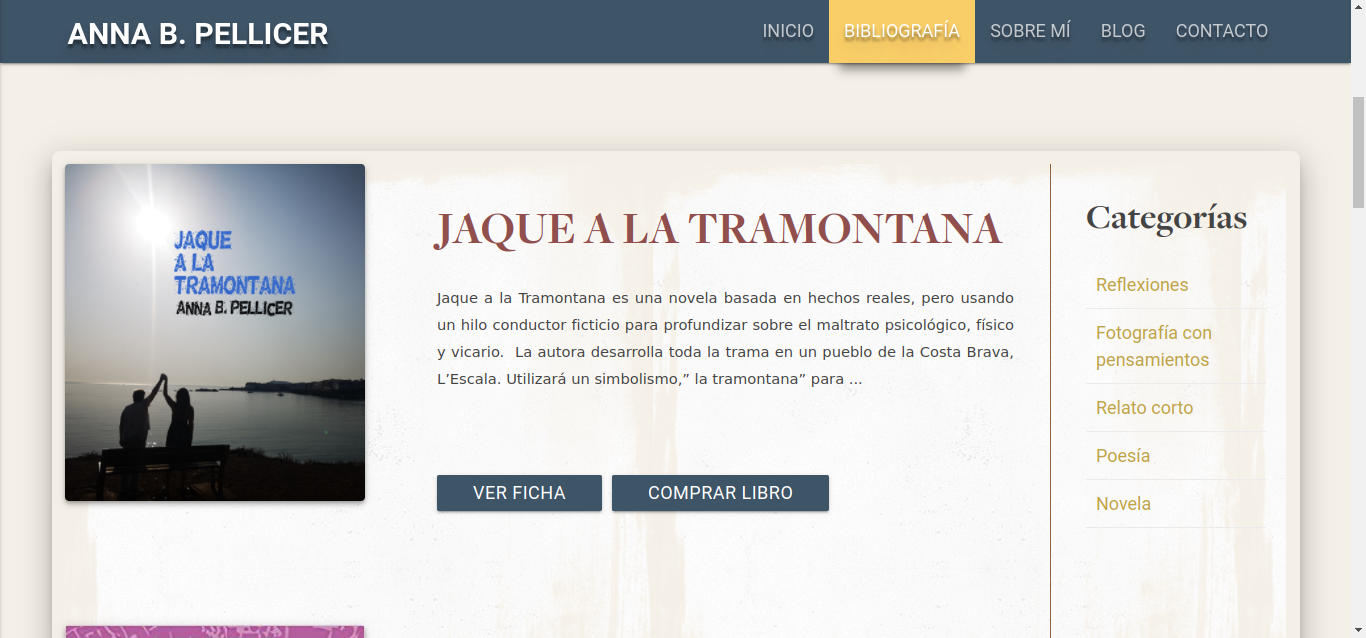 ANNA B. PELLICER
INICIO
BIBLIOGRAFÍA
SOBRE MÍ
BLOG
CONTACTO
JAQUE
A LA
TRAMONTANA
ANNA B. PELLICER
JAQUE A LA TRAMONTANA
Jaque a la Tramontana es una novela basada en hechos reales, pero usando
un hilo conductor ficticio para profundizar sobre el maltrato psicológico, físico
y vicario.  La autora desarrolla toda la trama en un pueblo de la Costa Brava,
L’Escala. Utilizará un simbolismo,” la tramontana” para ...
VER FICHA
COMPRAR LIBRO
Categorías
Reflexiones
Fotografía con
pensamientos
Relato corto
Poesía
Novela